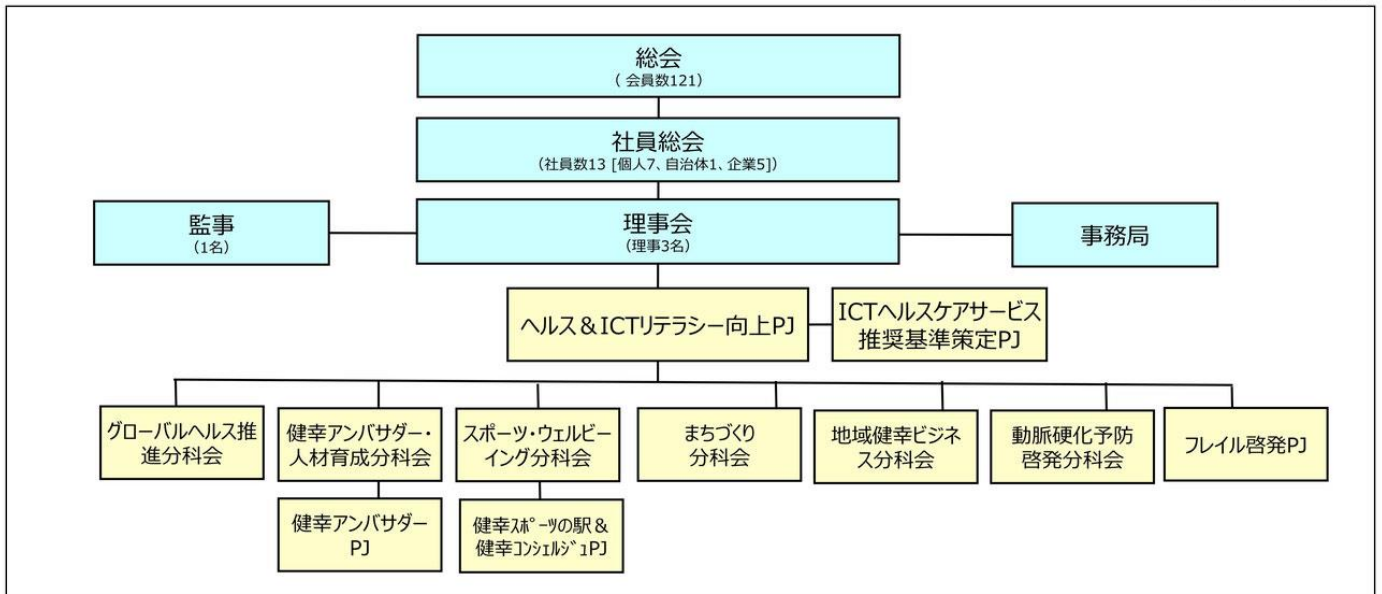 総会
( 会員数121)
社員総会
(社員数13 [個人7、自治体1、企業5])
監事
(1名)
理事会
(理事3名)
事務局
ヘルス&ICTリテラシー向上PJ
ICTヘルスケアサービス
推奨基準策定PJ
グローバルヘルス推
進分科会
健幸アンバサダー・
人材育成分科会
スポーツ・ウェルビー
イング分科会
まちづくり
分科会
地域健幸ビジネ
ス分科会
動脈硬化予防
啓発分科会
フレイル啓発PJ
健幸アンバサダー
PJ
健幸ｽﾎﾟｰﾂの駅&
健幸ｺﾝｼｪﾙｼﾞｭPJ